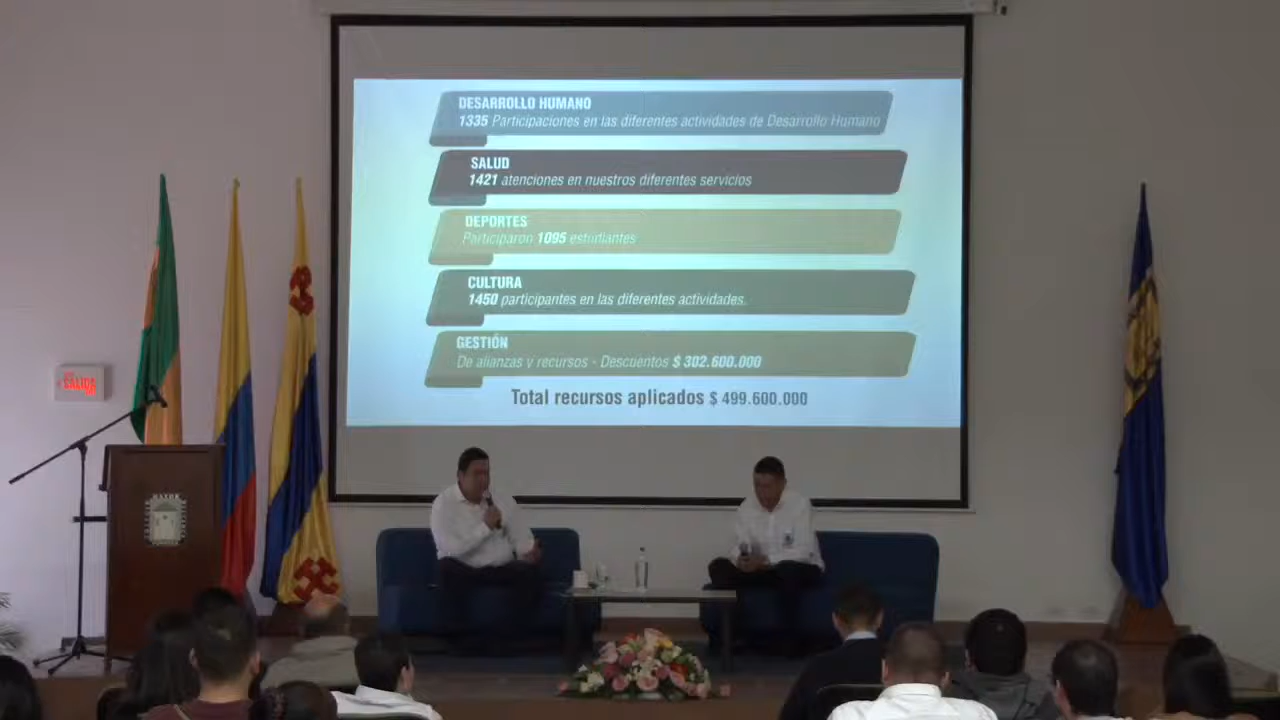 DESARROLLO HUMANO
1335 Participaciones en las diferentes actividades de Desarrollo Humano
SALUD
1421 atenciones en nuestros diferentes servicios
DEPORTES
Participaron 1095 estudiantes
CULTURA
1450 participantes en las diferentes actividades.
GESTIÓN
De alianzas y recursos - Descuentos $ 302.600.000
Total recursos aplicados $ 499.600.000
SALIDA